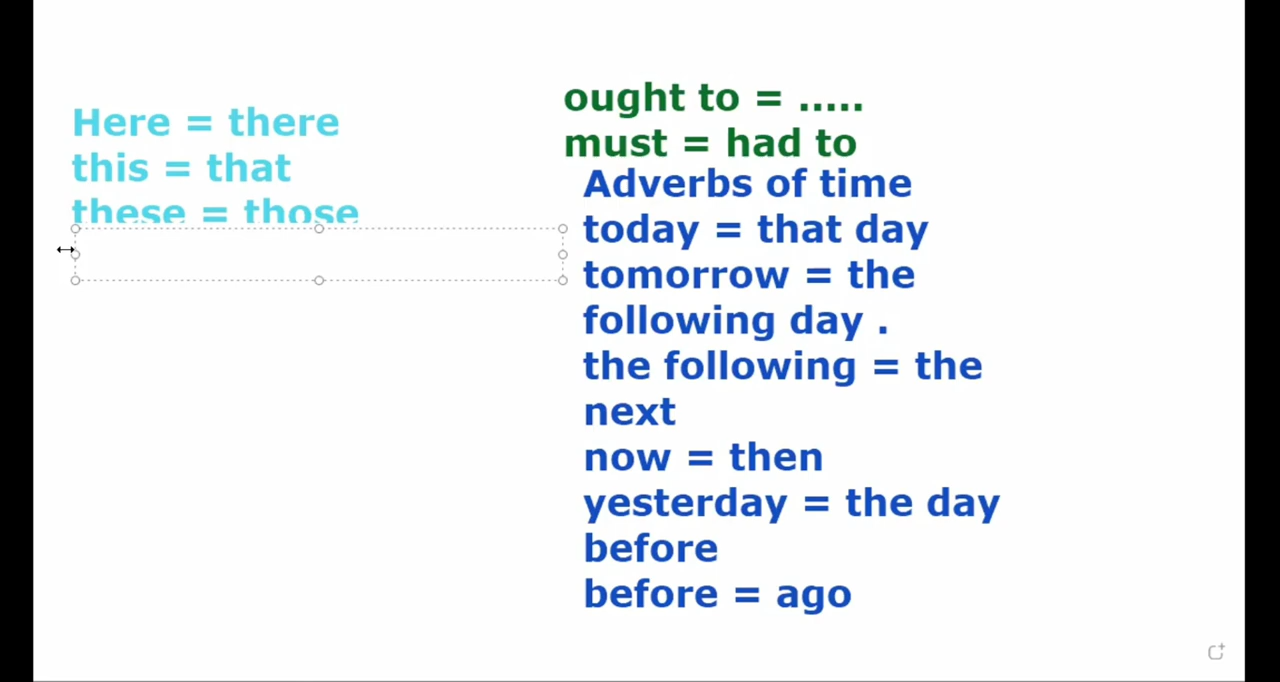 Here = there
this = that
these = those
ought to = .....
must = had to
Adverbs of time
today = that day
tomorrow = the
following day .
the following = the
next
now = then
yesterday = the day
before
before = ago